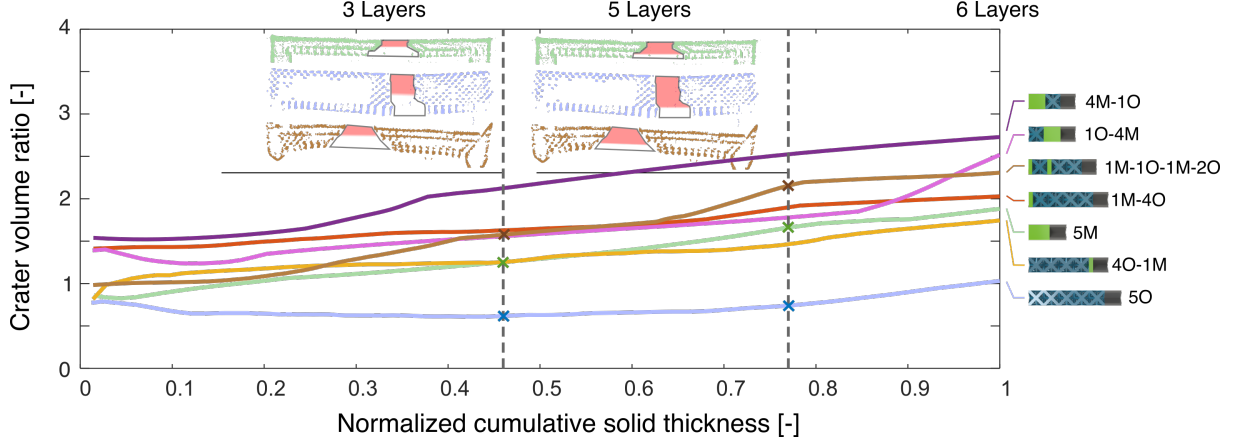 3 Layers 5 Layers 6 Layers
4
3
2
1
0
Crater volume ratio [-]
0 0.1 0.2 0.3 0.4 0.5 0.6 0.7 0.8 0.9 1
Normalized cumulative solid thickness [-]
4M-1O
1O-4M
1M-1O-1M-2O
1M-4O
5M
4O-1M
5O